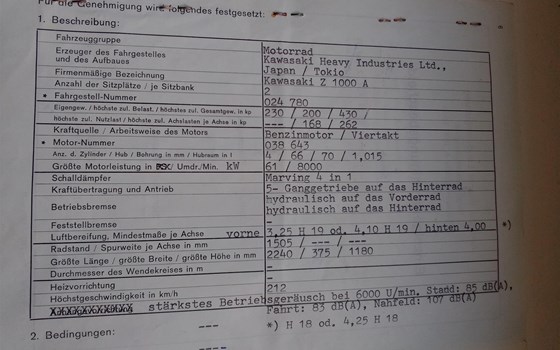 Für die Genehmigung wird folgendes festgesetzt:
1. Beschreibung:
Fahrzeuggruppe Motorrad
Erzeuger des Fahrgestelles Kawasaki Heavy Industries Ltd.,
und des Aufbaues Japan / Tokio
Firmenmäßige Bezeichnung Kawasaki Z 1000 A
Anzahl der Sitzplätze / je Sitzbank 2
• Fahrgestell-Nummer 024 780
Eigengew. / höchste zul. Belast. / höchstes zul. Gesamtgew. in kp 230 / 200 / 430 /
höchste zul. Nutzlast / höchste zul. Achslasten je Achse in kp --- / 168 / 262
Kraftquelle / Arbeitsweise des Motors Benzinmotor / Viertakt
• Motor-Nummer 038 643
Anz. d. Zylinder / Hub / Bohrung in mm / Hubraum in l 4 / 66 / 70 / 1,015
Größte Motorleistung in / Umdr./Min. kW 61 / 8000
Schalldämpfer Marving 4 in 1
Kraftübertragung und Antrieb 5- Ganggetriebe auf das Hinterrad
Betriebsbremse hydraulisch auf das Vorderrad
hydraulisch auf das Hinterrad
Feststellbremse -
Luftbereifung, Mindestmaße je Achse vorne 3,25 H 19 od. 4,10 H 19 / hinten 4,00 *)
Radstand / Spurweite je Achse in mm 1505 / --- / ---
Größte Länge / größte Breite / größte Höhe in mm 2240 / 375 / 1180
Durchmesser des Wendekreises in m -
Heizvorrichtung -
Höchstgeschwindigkeit in km/h 212
stärkstes Betriebsgeräusch bei 6000 U/min. Stand: 85 dB(A),
Fahrt: 83 dB(A), Nahfeld: 107 dB(A)
2. Bedingungen: --- *) H 18 od. 4,25 H 18